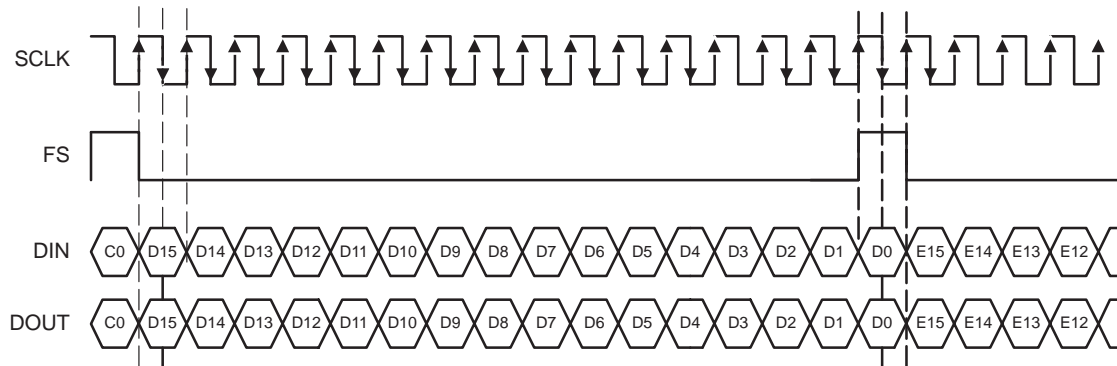 SCLK
FS
DIN C0 D15 D14 D13 D12 D11 D10 D9 D8 D7 D6 D5 D4 D3 D2 D1 D0 E15 E14 E13 E12
DOUT C0 D15 D14 D13 D12 D11 D10 D9 D8 D7 D6 D5 D4 D3 D2 D1 D0 E15 E14 E13 E12